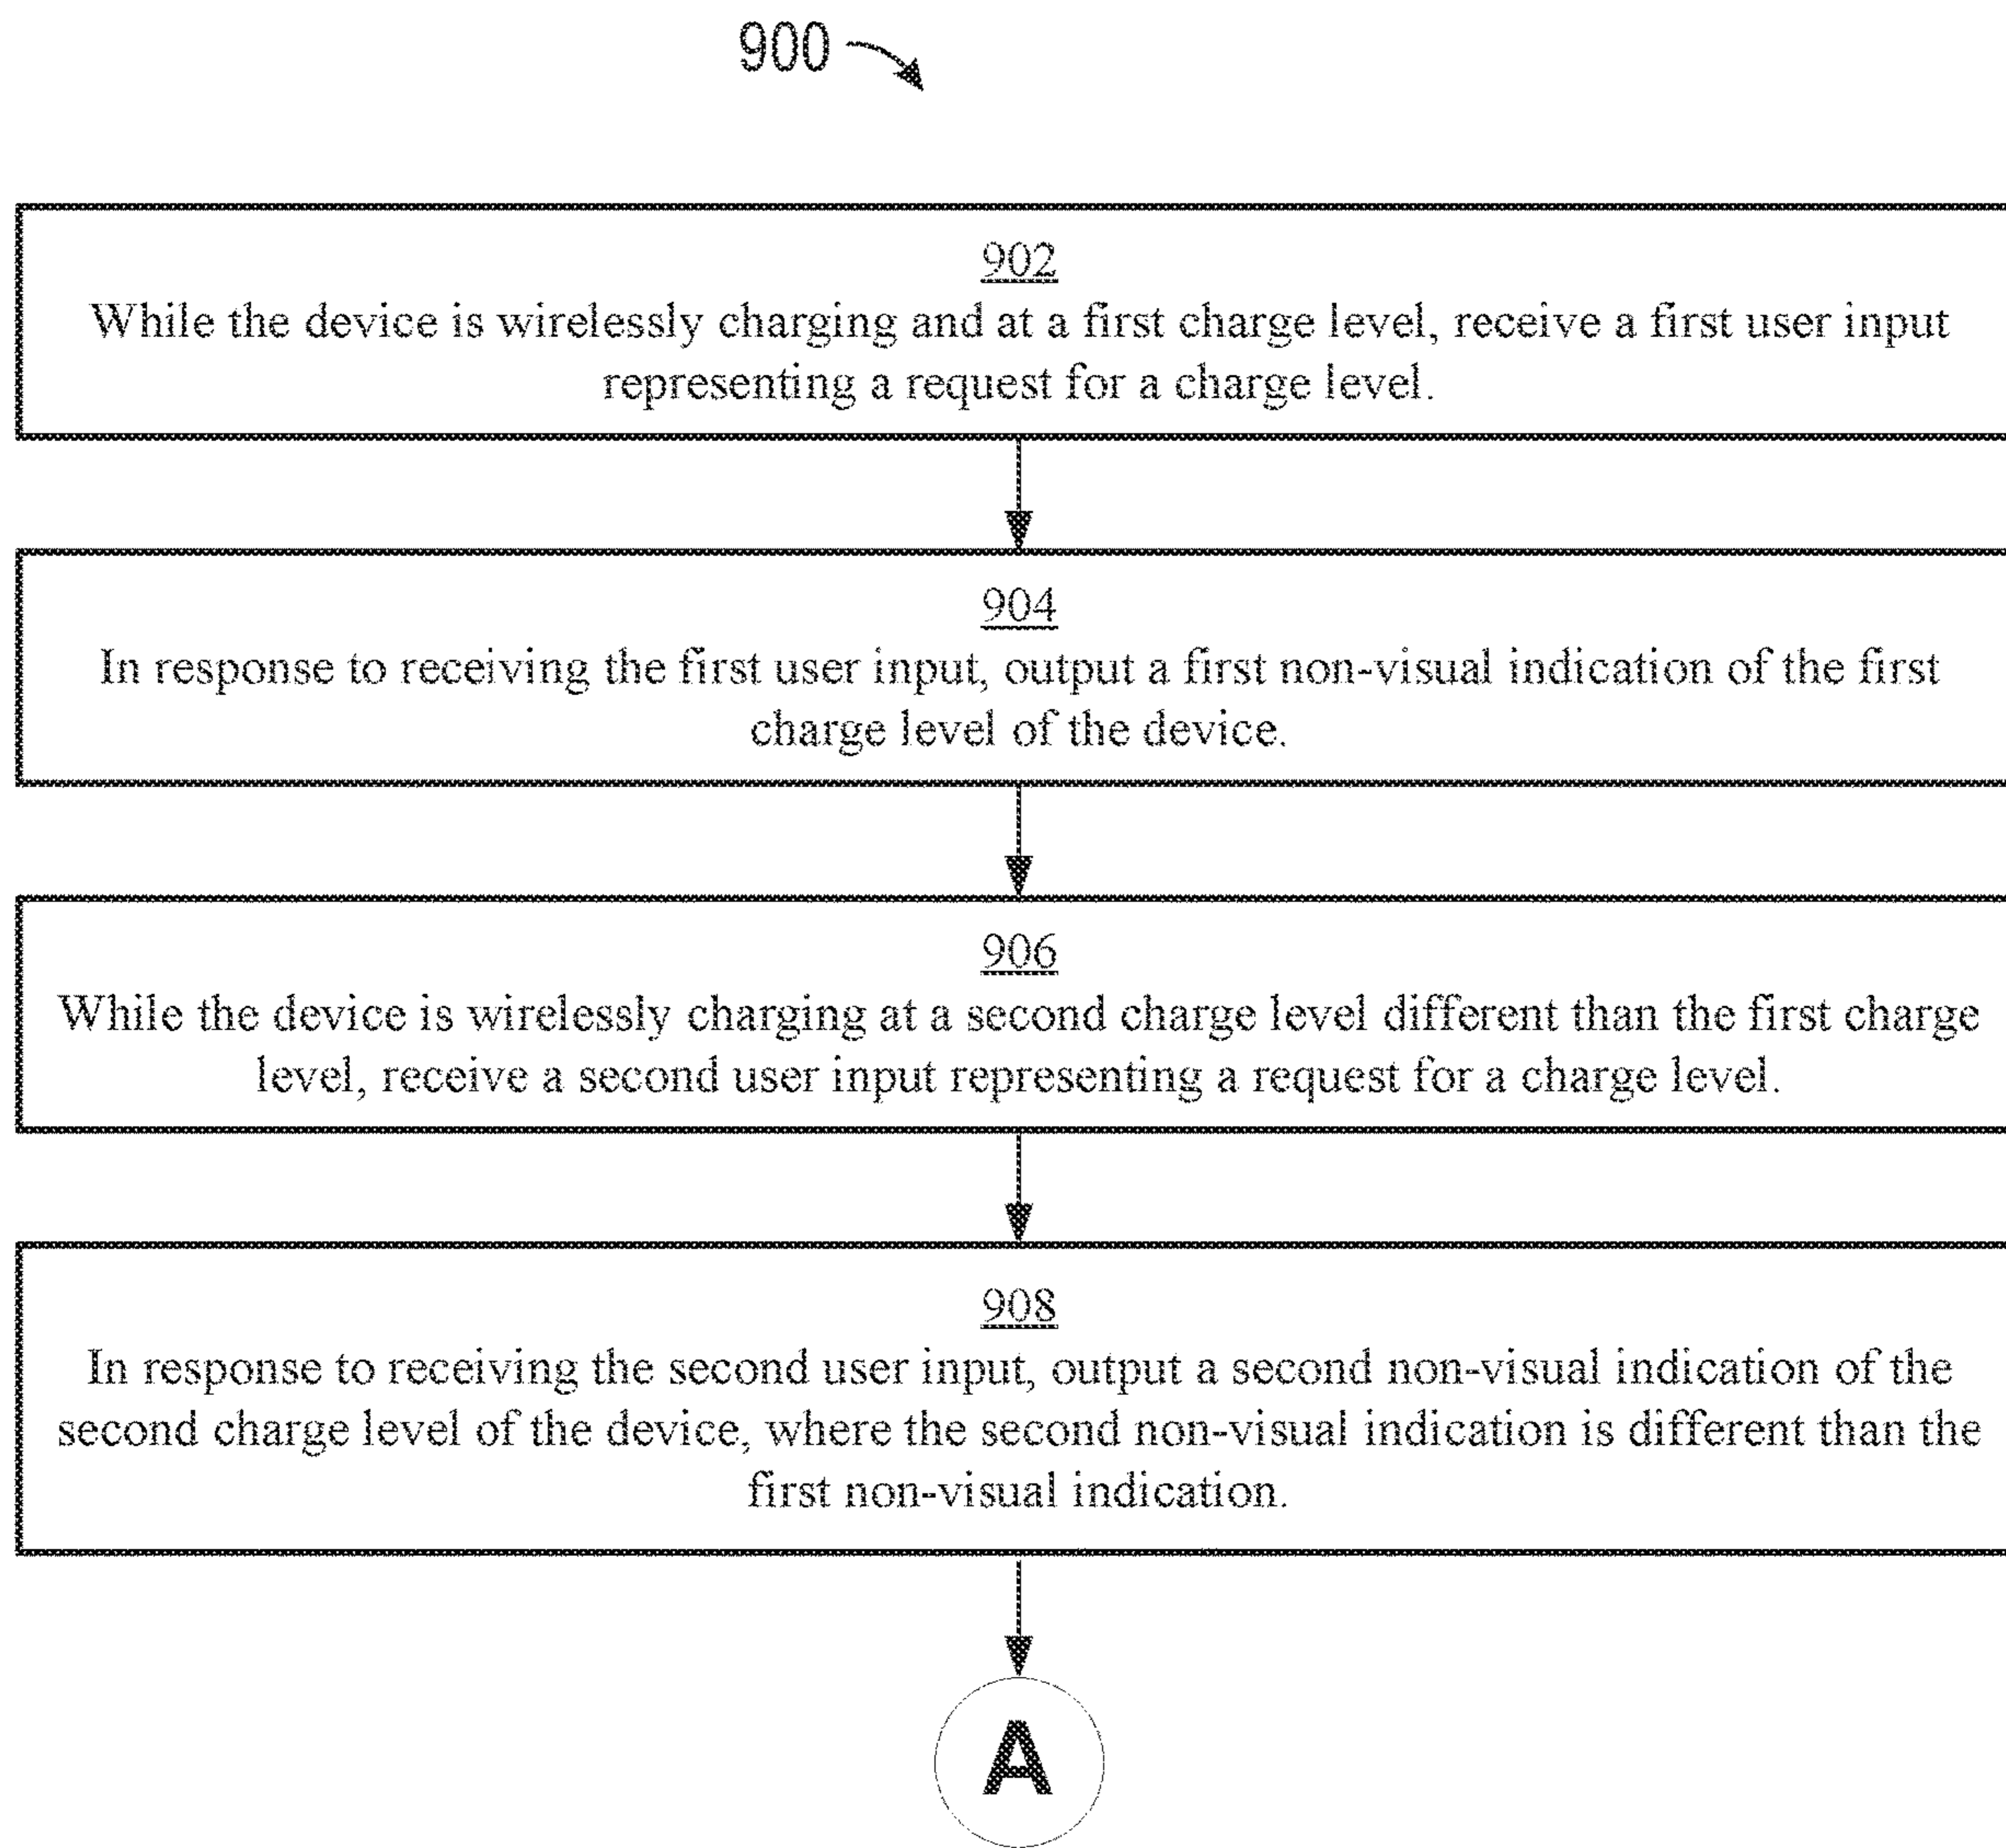 900
902
While the device is wirelessly charging and at a first charge level, receive a first user input
representing a request for a charge level.
904
In response to receiving the first user input, output a first non-visual indication of the first
charge level of the device.
906
While the device is wirelessly charging at a second charge level different than the first charge
level, receive a second user input representing a request for a charge level.
908
In response to receiving the second user input, output a second non-visual indication of the
second charge level of the device, where the second non-visual indication is different than the
first non-visual indication.
A